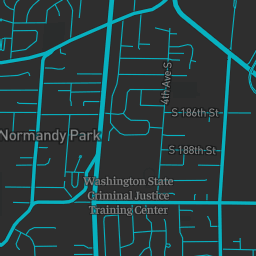 4th Ave S
S 186th St
Normandy Park
S 188th St
Washington State
Criminal Justice
Training Center